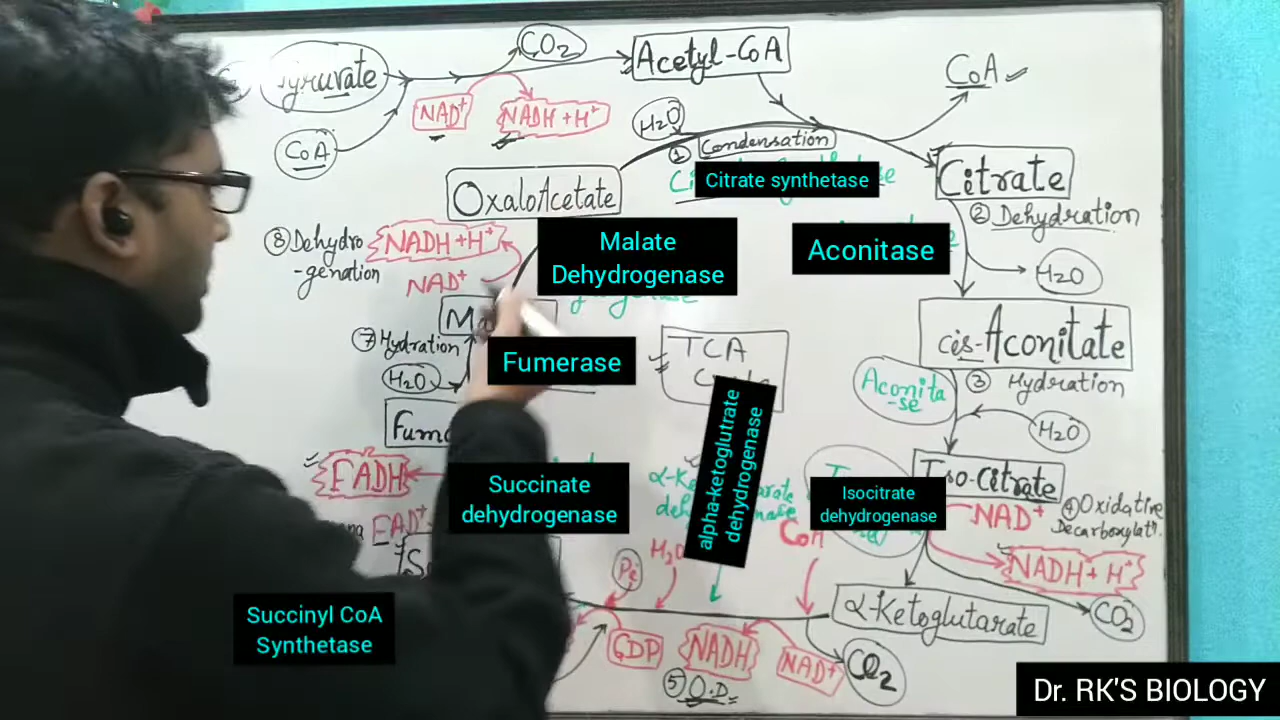 Pyruvate
CO2
Acetyl-CoA
CoA
NAD+
NADH+H+
H2O
CoA
① Condensation
Citrate synthetase
Citrate
OxaloAcetate
② Dehydration
⑧ Dehydro
-genation
NADH+H+
NAD+
Malate
Dehydrogenase
Aconitase
H2O
⑦ Hydration
H2O
Fumerase
TCA
cis-Aconitate
Aconita
-se
③ Hydration
H2O
FADH
Succinate
dehydrogenase
alpha-ketoglutrate
dehydrogenase
Isocitrate
dehydrogenase
Iso-citrate
④ Oxidative
Decarboxylatn.
NAD+
NADH+H+
CO2
FAD+
H2O
CoA
Pi
GDP
NADH
NAD+
CO2
α-Ketoglutarate
⑤ O.D.
Succinyl CoA
Synthetase
Dr. RK'S BIOLOGY